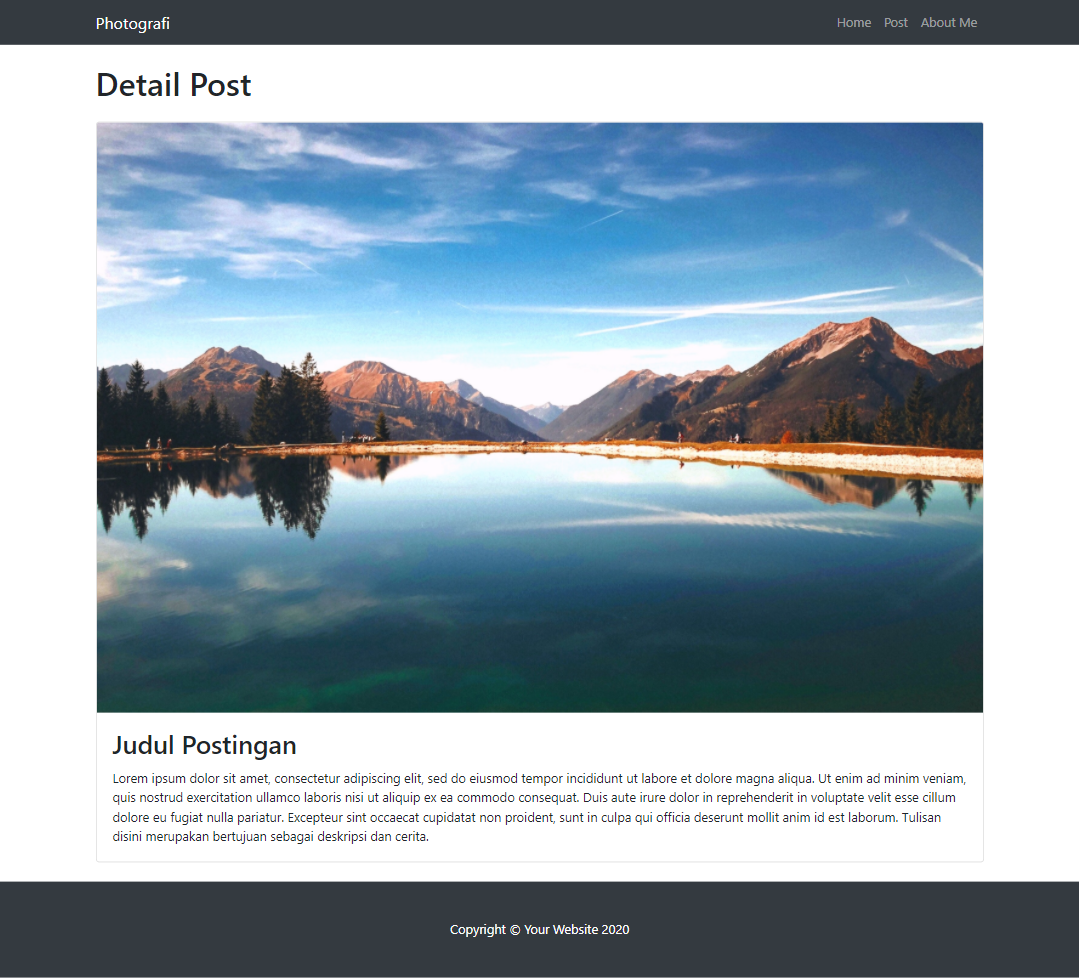 Photografi
Home Post About Me
Detail Post
Judul Postingan
Lorem ipsum dolor sit amet, consectetur adipiscing elit, sed do eiusmod tempor incididunt ut labore et dolore magna aliqua. Ut enim ad minim veniam,
quis nostrud exercitation ullamco laboris nisi ut aliquip ex ea commodo consequat. Duis aute irure dolor in reprehenderit in voluptate velit esse cillum
dolore eu fugiat nulla pariatur. Excepteur sint occaecat cupidatat non proident, sunt in culpa qui officia deserunt mollit anim id est laborum. Tulisan
disini merupakan bertujuan sebagai deskripsi dan cerita.
Copyright © Your Website 2020